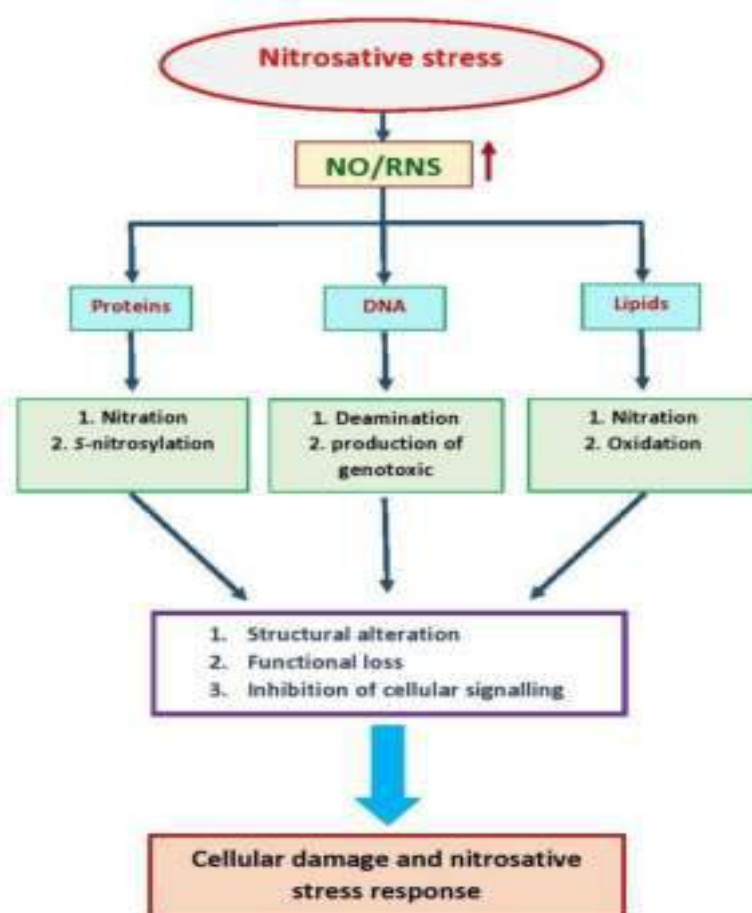 Nitrosative stress
NO/RNS
Proteins
DNA
Lipids
1. Nitration
2. S-nitrosylation
1. Deamination
2. production of
genotoxic
1. Nitration
2. Oxidation
1. Structural alteration
2. Functional loss
3. Inhibition of cellular signalling
Cellular damage and nitrosative
stress response